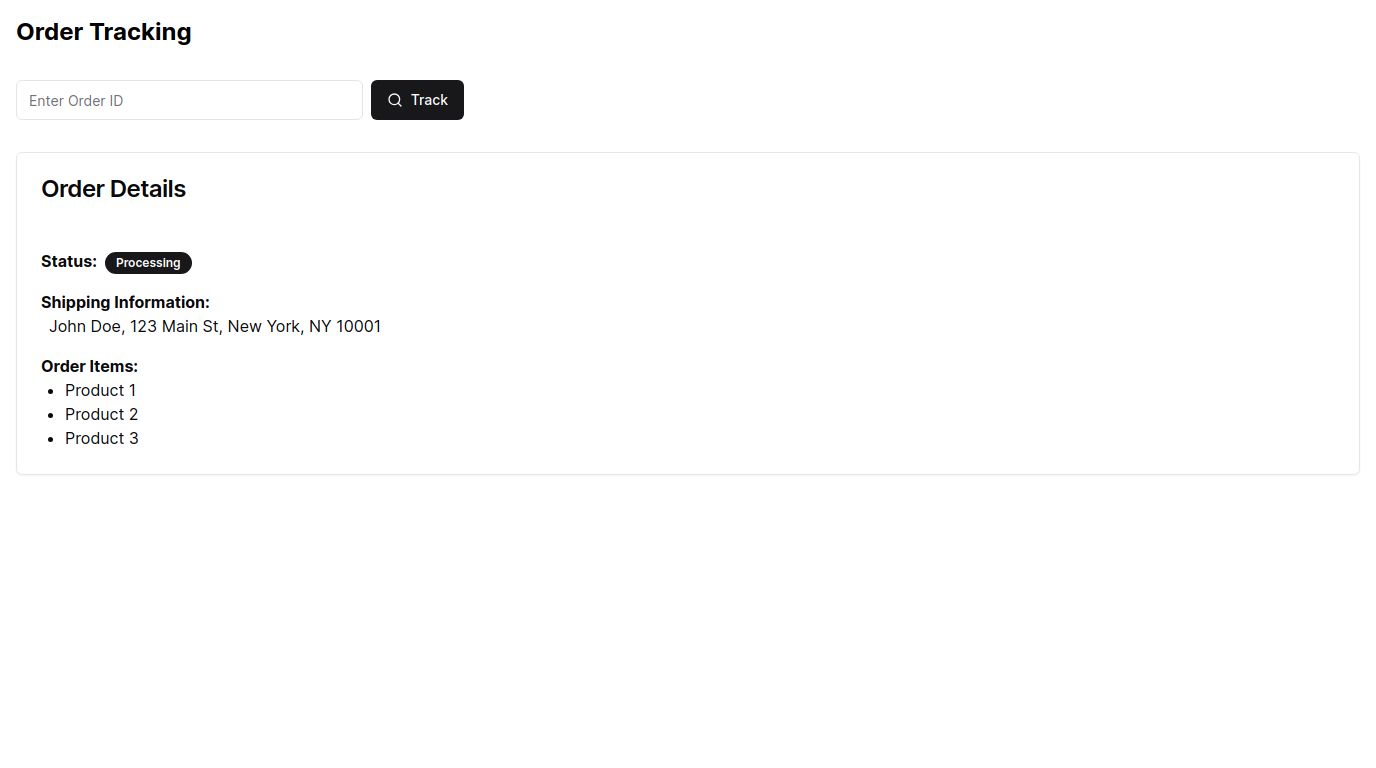 Order Tracking
Enter Order ID
Track
Order Details
Status: Processing
Shipping Information:
John Doe, 123 Main St, New York, NY 10001
Order Items:
Product 1
Product 2
Product 3